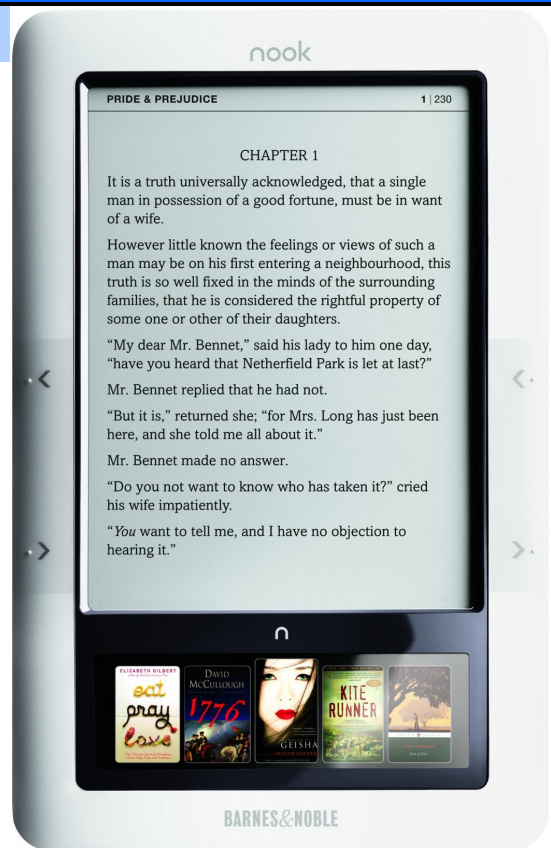 nook
PRIDE & PREJUDICE 1 | 230
CHAPTER 1
It is a truth universally acknowledged, that a single
man in possession of a good fortune, must be in want
of a wife.
However little known the feelings or views of such a
man may be on his first entering a neighbourhood, this
truth is so well fixed in the minds of the surrounding
families, that he is considered the rightful property of
some one or other of their daughters.
“My dear Mr. Bennet,” said his lady to him one day,
“have you heard that Netherfield Park is let at last?”
Mr. Bennet replied that he had not.
“But it is,” returned she; “for Mrs. Long has just been
here, and she told me all about it.”
Mr. Bennet made no answer.
“Do you not want to know who has taken it?” cried
his wife impatiently.
“You want to tell me, and I have no objection to
hearing it.”
n
ELIZABETH GILBERT
eat
pray
love
DAVID
McCULLOUGH
1776
GEISHA
KITE
RUNNER
BARNES&NOBLE